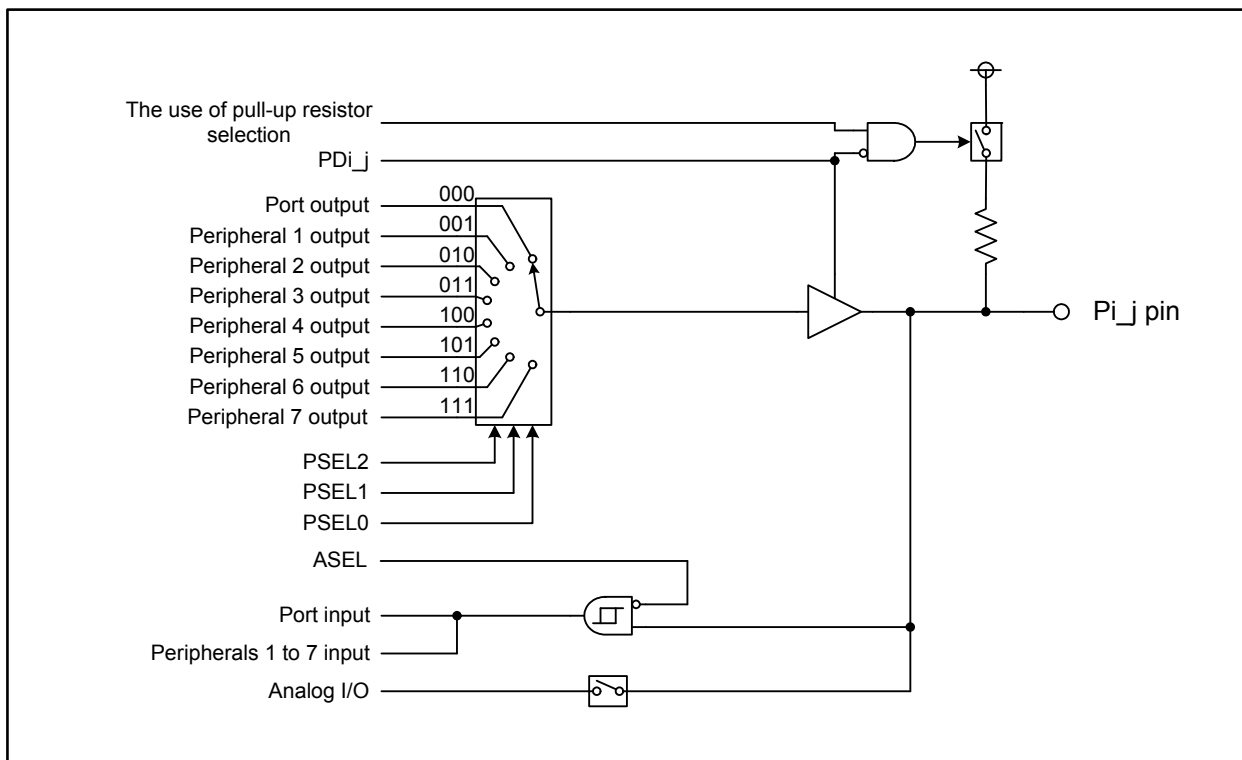 The use of pull-up resistor
selection
PDi_j
Port output 000
Peripheral 1 output 001
Peripheral 2 output 010
Peripheral 3 output 011
Peripheral 4 output 100
Peripheral 5 output 101
Peripheral 6 output 110
Peripheral 7 output 111
Pi_j pin
PSEL2
PSEL1
PSEL0
ASEL
Port input
Peripherals 1 to 7 input
Analog I/O